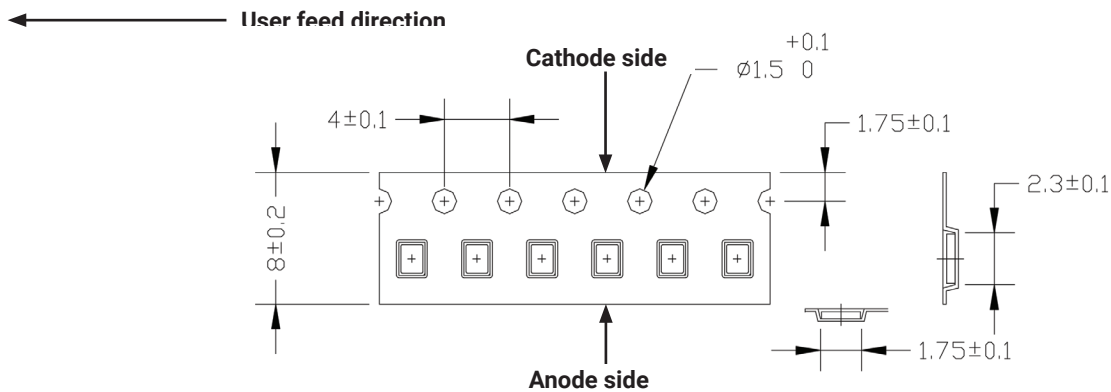 User feed direction
+0.1
Cathode side
Ø1.5 0
4±0.1
1.75±0.1
2.3±0.1
8±0.2
1.75±0.1
Anode side